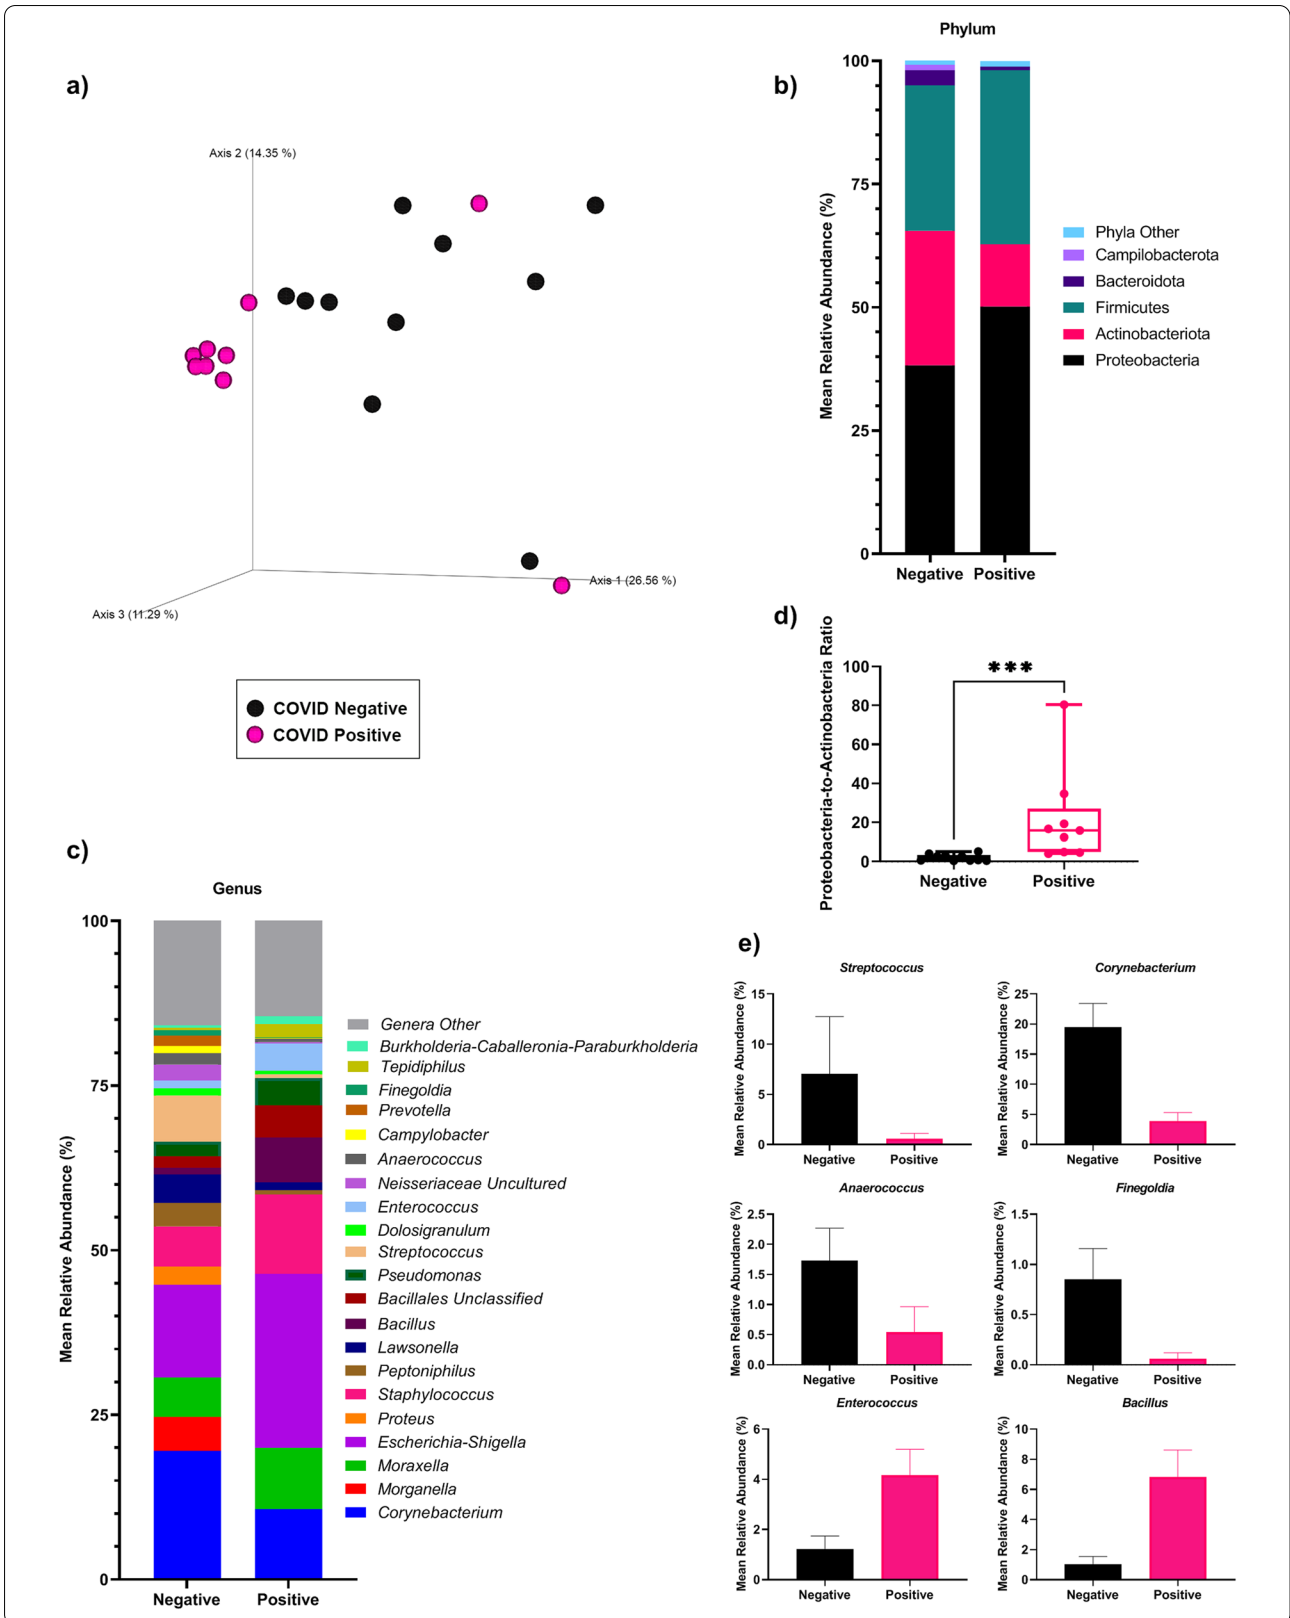 a)
Axis 2 (14.35 %)
Axis 1 (26.56 %)
Axis 3 (11.29 %)
COVID Negative
COVID Positive
b)
Phylum
Mean Relative Abundance (%)
100
75
50
25
0
Negative Positive
Phyla Other
Campilobacterota
Bacteroidota
Firmicutes
Actinobacteriota
Proteobacteria
c)
Genus
Mean Relative Abundance (%)
100
75
50
25
0
Negative Positive
Genera Other
Burkholderia-Caballeronia-Paraburkholderia
Tepidiphilus
Finegoldia
Prevotella
Campylobacter
Anaerococcus
Neisseriaceae Uncultured
Enterococcus
Dolosigranulum
Streptococcus
Pseudomonas
Bacillales Unclassified
Bacillus
Lawsonella
Peptoniphilus
Staphylococcus
Proteus
Escherichia-Shigella
Moraxella
Morganella
Corynebacterium
d)
Proteobacteria-to-Actinobacteria Ratio
100
80
60
40
20
0
***
Negative Positive
e)
Streptococcus
Mean Relative Abundance (%)
15
10
5
0
Negative Positive
Corynebacterium
Mean Relative Abundance (%)
25
20
15
10
5
0
Negative Positive
Anaerococcus
Mean Relative Abundance (%)
2.5
2.0
1.5
1.0
0.5
0.0
Negative Positive
Finegoldia
Mean Relative Abundance (%)
1.5
1.0
0.5
0.0
Negative Positive
Enterococcus
Mean Relative Abundance (%)
6
4
2
0
Negative Positive
Bacillus
Mean Relative Abundance (%)
10
8
6
4
2
0
Negative Positive